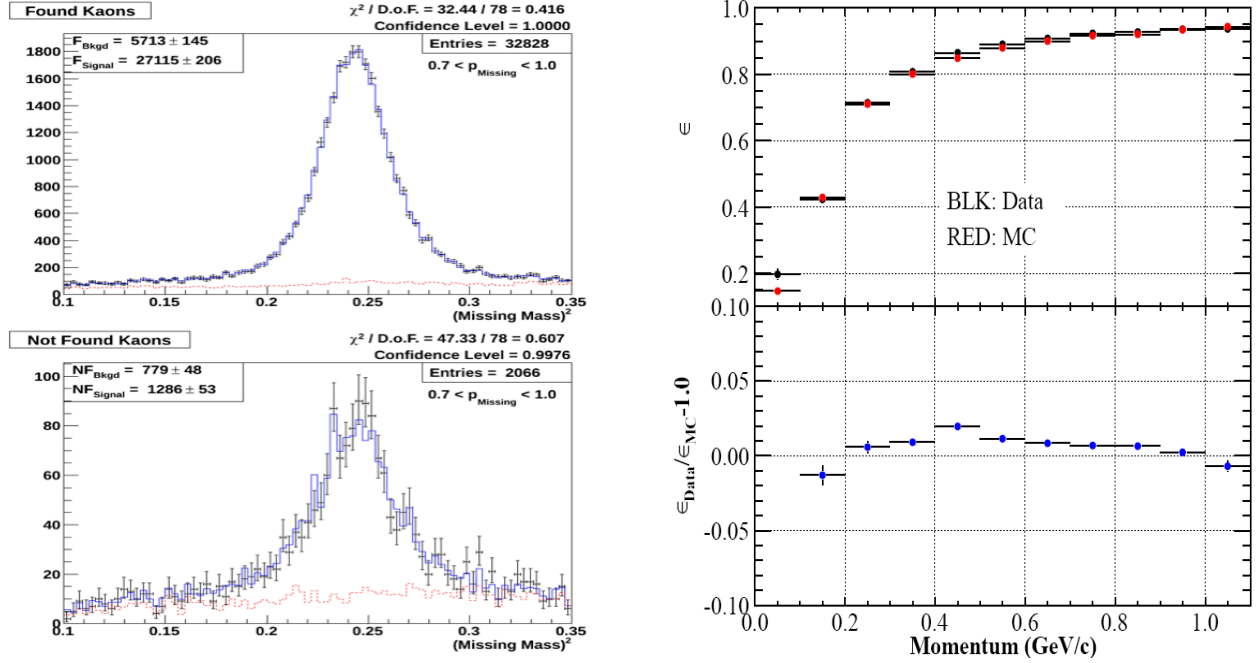 Found Kaons
χ² / D.o.F. = 32.44 / 78 = 0.416
Confidence Level = 1.0000
F_Bkgd = 5713 ± 145
F_Signal = 27115 ± 206
Entries = 32828
0.7 < p_Missing < 1.0
1800
1600
1400
1200
1000
800
600
400
200
0
0.1 0.15 0.2 0.25 0.3 0.35
(Missing Mass)²
Not Found Kaons
χ² / D.o.F. = 47.33 / 78 = 0.607
Confidence Level = 0.9976
NF_Bkgd = 779 ± 48
NF_Signal = 1286 ± 53
Entries = 2066
0.7 < p_Missing < 1.0
100
80
60
40
20
0
0.1 0.15 0.2 0.25 0.3 0.35
(Missing Mass)²
1.0
0.8
0.6
0.4
0.2
ϵ
BLK: Data
RED: MC
0.10
0.05
0.00
-0.05
-0.10
ϵ_Data/ϵ_MC-1.0
0.0 0.2 0.4 0.6 0.8 1.0
Momentum (GeV/c)